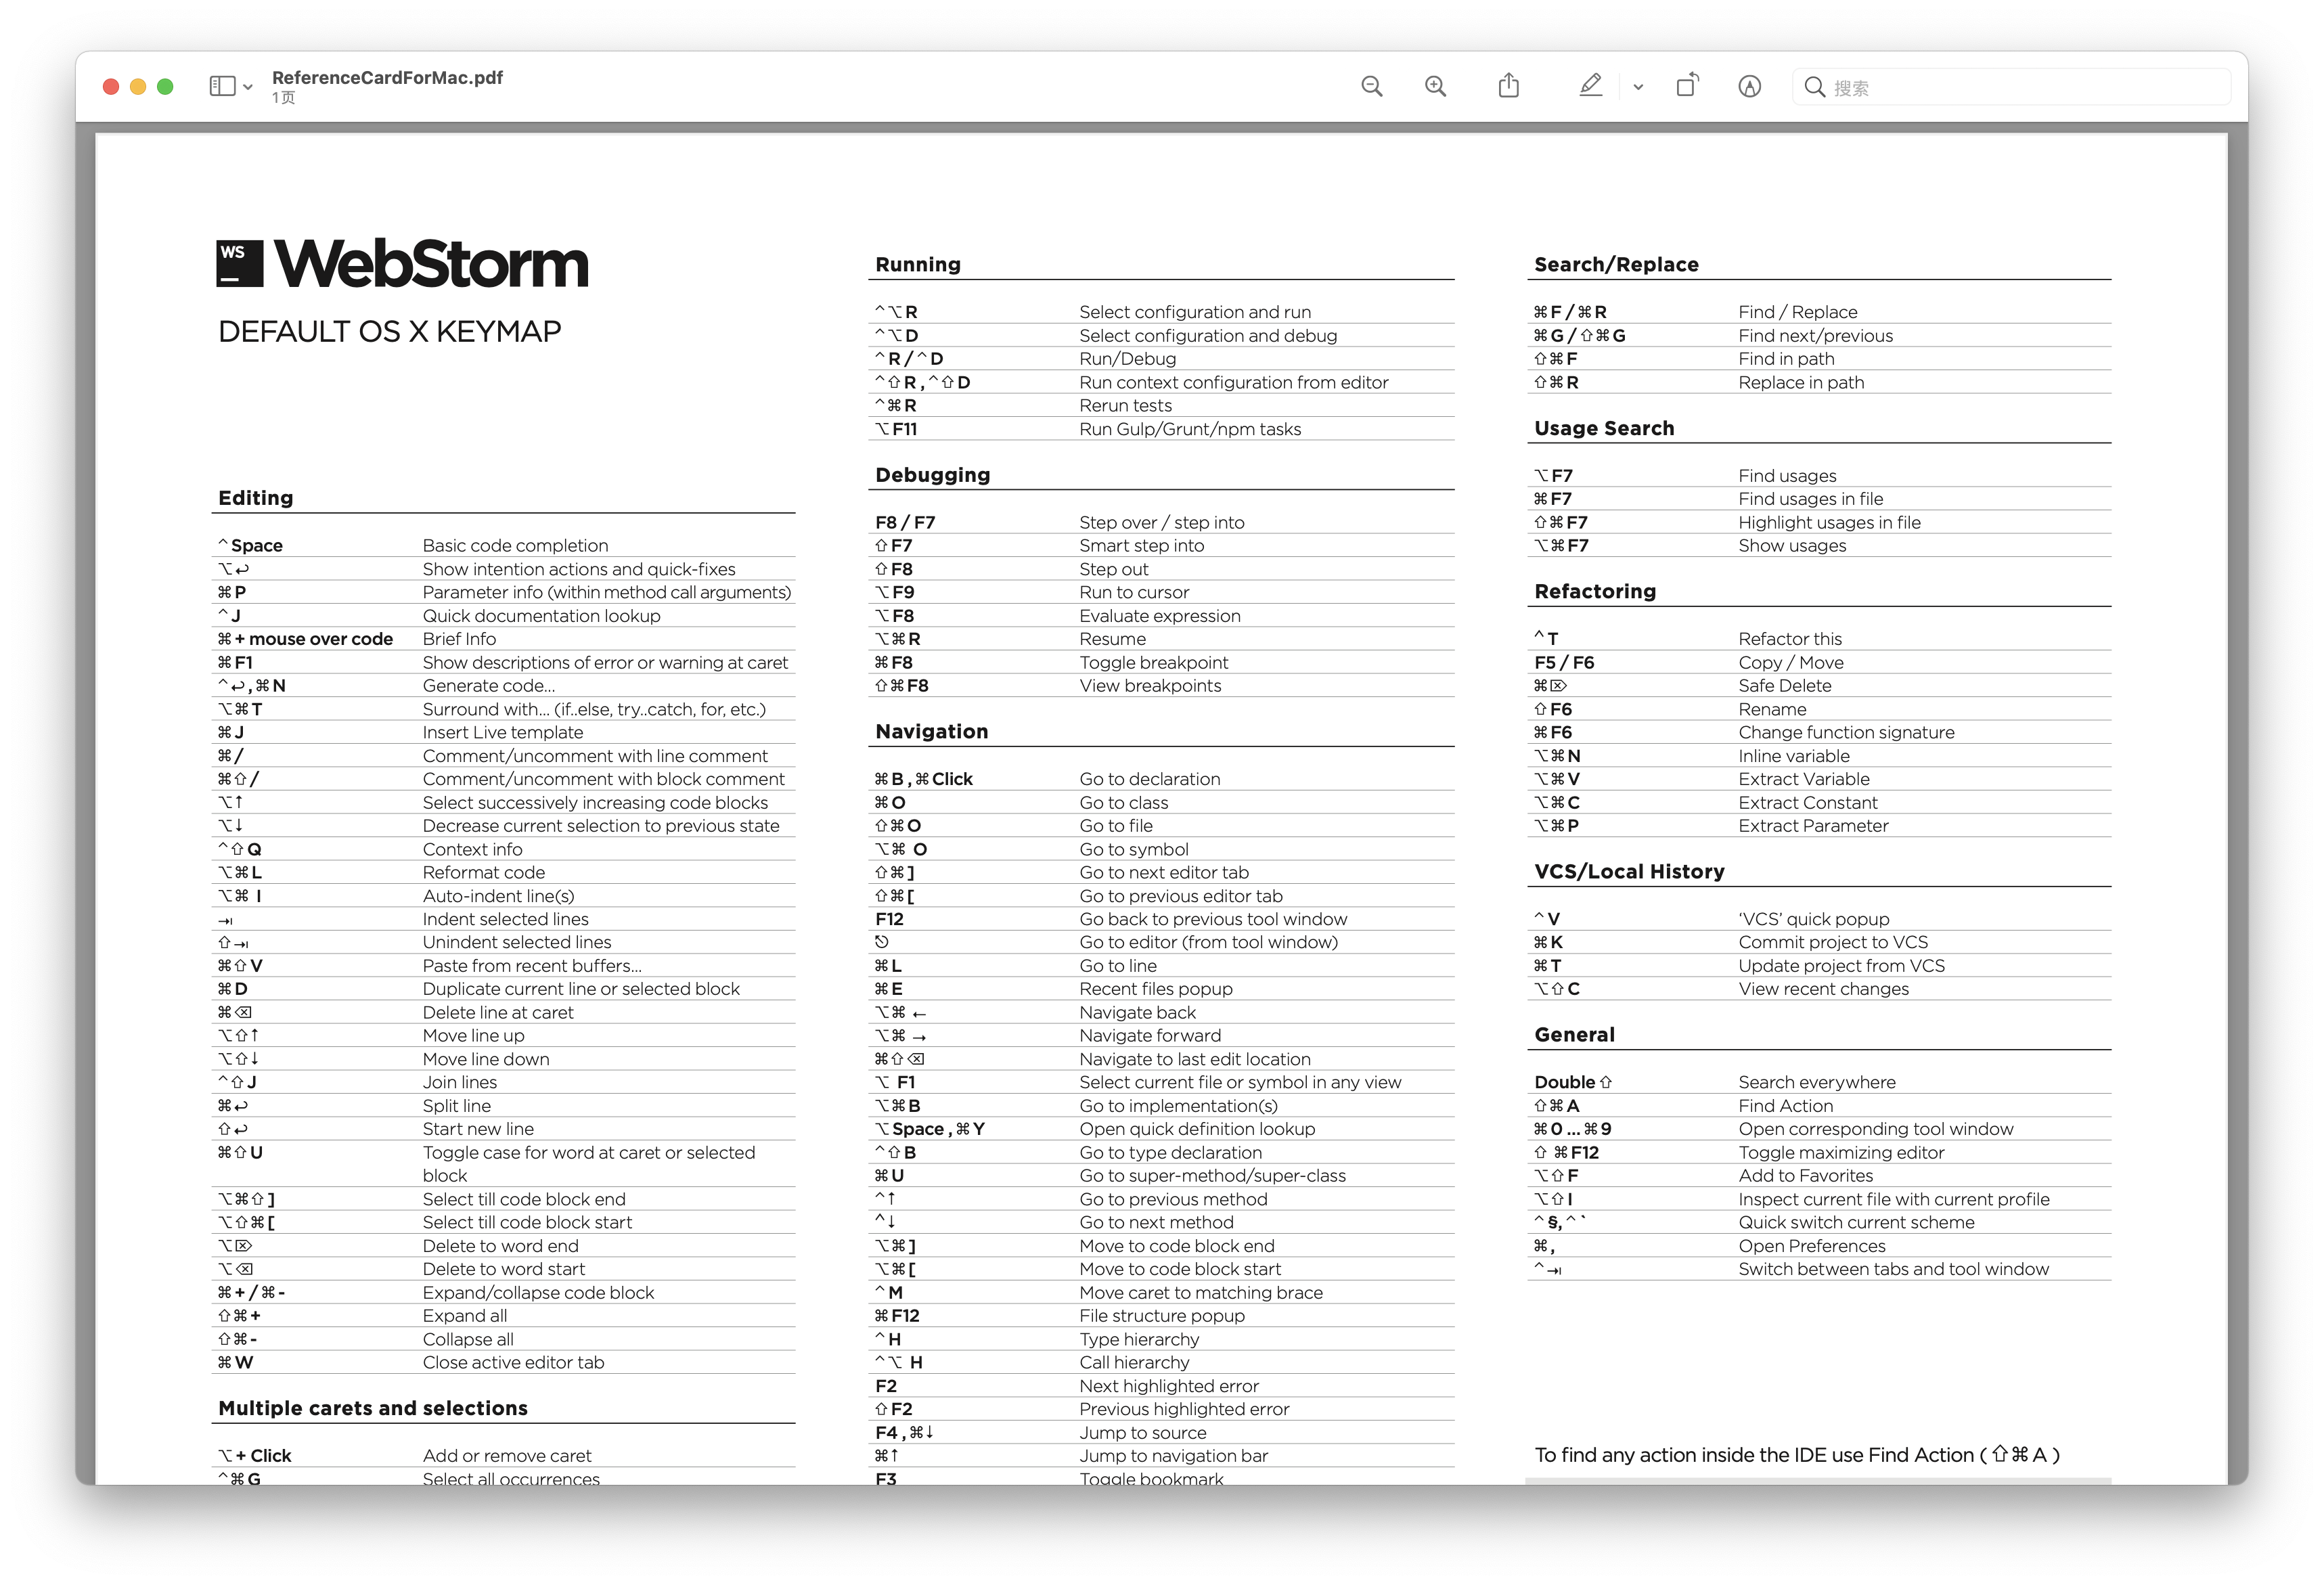 ReferenceCardForMac.pdf
1页
搜索
WS
WebStorm
DEFAULT OS X KEYMAP
Editing
^Space Basic code completion
⌥↩ Show intention actions and quick-fixes
⌘P Parameter info (within method call arguments)
^J Quick documentation lookup
⌘+ mouse over code Brief Info
⌘F1 Show descriptions of error or warning at caret
^↩,⌘N Generate code...
⌥⌘T Surround with... (if..else, try..catch, for, etc.)
⌘J Insert Live template
⌘/ Comment/uncomment with line comment
⌘⇧/ Comment/uncomment with block comment
⌥↑ Select successively increasing code blocks
⌥↓ Decrease current selection to previous state
^⇧Q Context info
⌥⌘L Reformat code
⌥⌘I Auto-indent line(s)
⇥ Indent selected lines
⇧⇥ Unindent selected lines
⌘⇧V Paste from recent buffers...
⌘D Duplicate current line or selected block
⌘⌫ Delete line at caret
⌥⇧↑ Move line up
⌥⇧↓ Move line down
^⇧J Join lines
⌘↩ Split line
⇧↩ Start new line
⌘⇧U Toggle case for word at caret or selected
block
⌥⌘⇧] Select till code block end
⌥⇧⌘[ Select till code block start
⌥⌦ Delete to word end
⌥⌫ Delete to word start
⌘+/⌘- Expand/collapse code block
⇧⌘+ Expand all
⇧⌘- Collapse all
⌘W Close active editor tab
Multiple carets and selections
⌥+ Click Add or remove caret
^⌘G Select all occurrences
Running
^⌥R Select configuration and run
^⌥D Select configuration and debug
^R/^D Run/Debug
^⇧R,^⇧D Run context configuration from editor
^⌘R Rerun tests
⌥F11 Run Gulp/Grunt/npm tasks
Debugging
F8 / F7 Step over / step into
⇧F7 Smart step into
⇧F8 Step out
⌥F9 Run to cursor
⌥F8 Evaluate expression
⌥⌘R Resume
⌘F8 Toggle breakpoint
⇧⌘F8 View breakpoints
Navigation
⌘B,⌘Click Go to declaration
⌘O Go to class
⇧⌘O Go to file
⌥⌘ O Go to symbol
⇧⌘] Go to next editor tab
⇧⌘[ Go to previous editor tab
F12 Go back to previous tool window
⎋ Go to editor (from tool window)
⌘L Go to line
⌘E Recent files popup
⌥⌘ ← Navigate back
⌥⌘ → Navigate forward
⌘⇧⌫ Navigate to last edit location
⌥ F1 Select current file or symbol in any view
⌥⌘B Go to implementation(s)
⌥Space,⌘Y Open quick definition lookup
^⇧B Go to type declaration
⌘U Go to super-method/super-class
^↑ Go to previous method
^↓ Go to next method
⌥⌘] Move to code block end
⌥⌘[ Move to code block start
^M Move caret to matching brace
⌘F12 File structure popup
^H Type hierarchy
^⌥ H Call hierarchy
F2 Next highlighted error
⇧F2 Previous highlighted error
F4,⌘↓ Jump to source
⌘↑ Jump to navigation bar
F3 Toggle bookmark
Search/Replace
⌘F/⌘R Find / Replace
⌘G/⇧⌘G Find next/previous
⇧⌘F Find in path
⇧⌘R Replace in path
Usage Search
⌥F7 Find usages
⌘F7 Find usages in file
⇧⌘F7 Highlight usages in file
⌥⌘F7 Show usages
Refactoring
^T Refactor this
F5 / F6 Copy / Move
⌘⌦ Safe Delete
⇧F6 Rename
⌘F6 Change function signature
⌥⌘N Inline variable
⌥⌘V Extract Variable
⌥⌘C Extract Constant
⌥⌘P Extract Parameter
VCS/Local History
^V ‘VCS’ quick popup
⌘K Commit project to VCS
⌘T Update project from VCS
⌥⇧C View recent changes
General
Double⇧ Search everywhere
⇧⌘A Find Action
⌘0...⌘9 Open corresponding tool window
⇧ ⌘F12 Toggle maximizing editor
⌥⇧F Add to Favorites
⌥⇧I Inspect current file with current profile
^§,^` Quick switch current scheme
⌘, Open Preferences
^⇥ Switch between tabs and tool window
To find any action inside the IDE use Find Action (⇧⌘A )